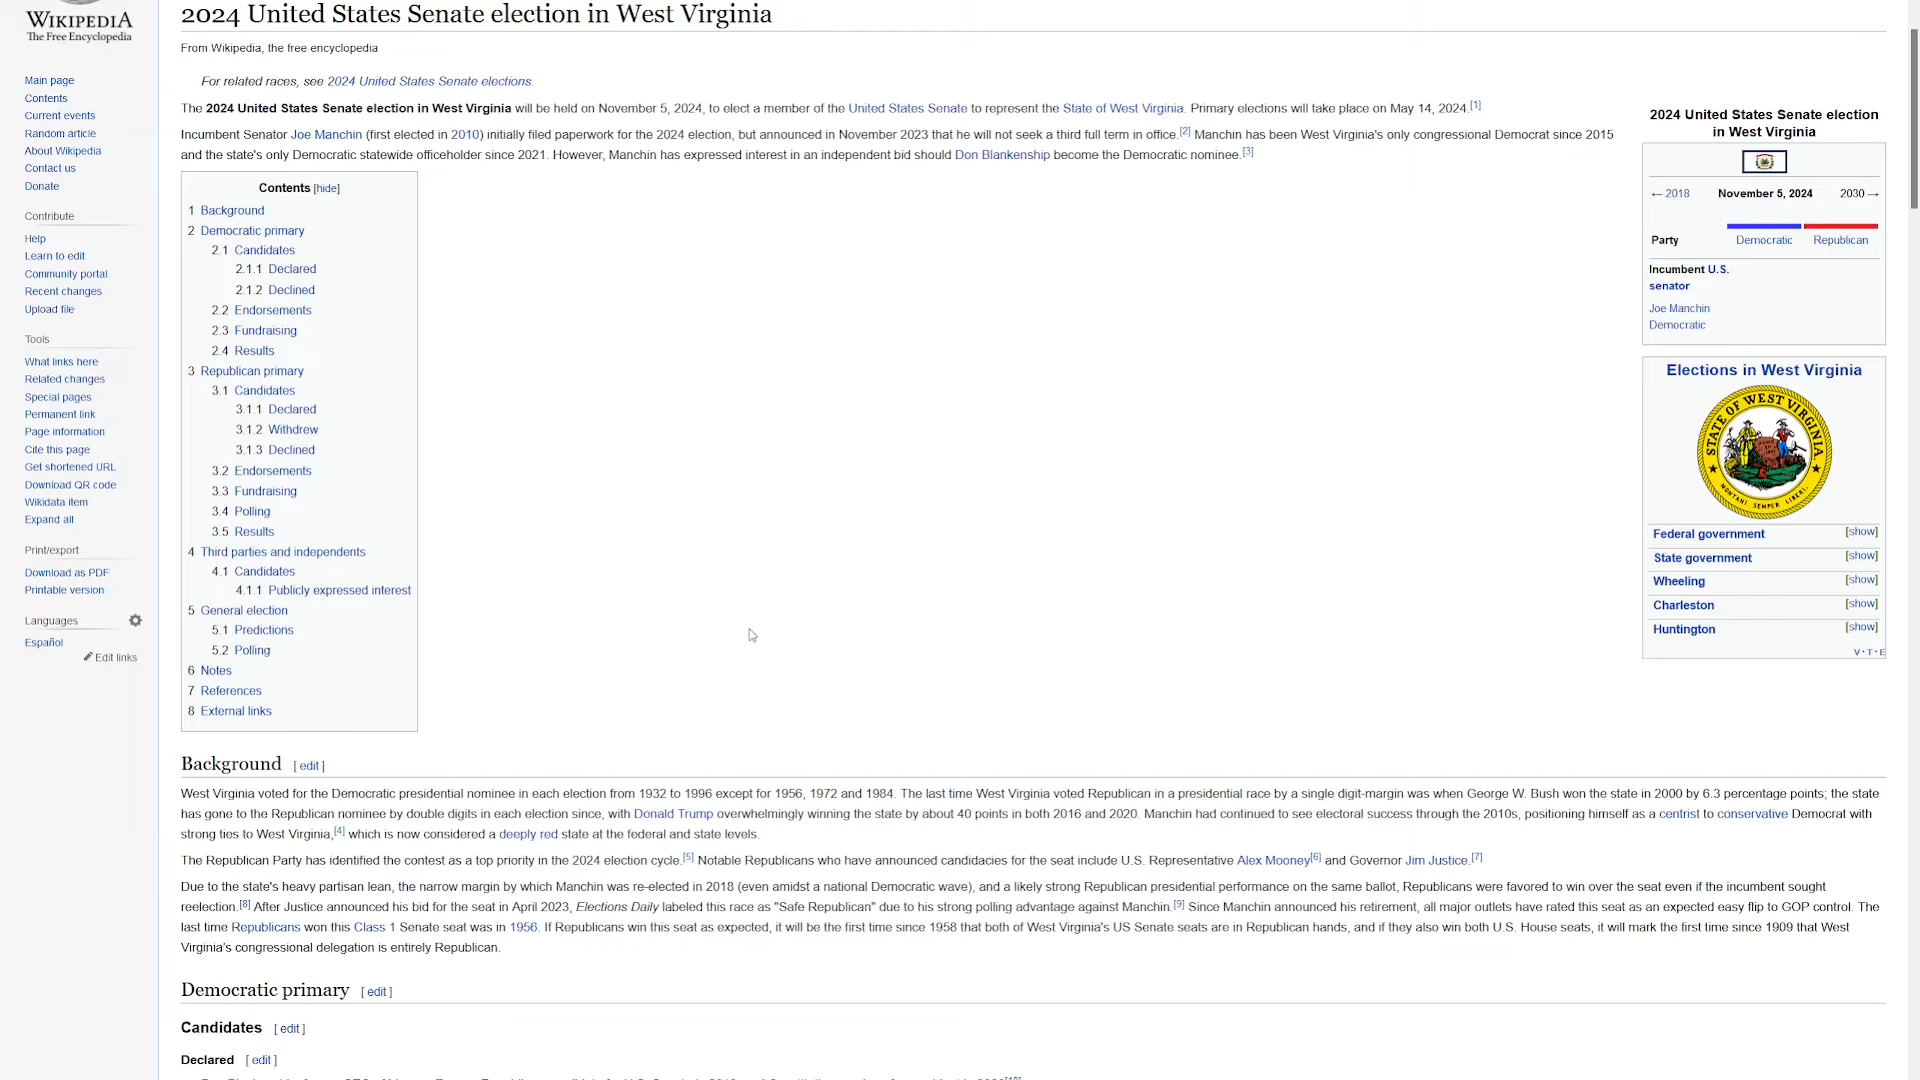 WIKIPEDIA
The Free Encyclopedia
Main page
Contents
Current events
Random article
About Wikipedia
Contact us
Donate
Contribute
Help
Learn to edit
Community portal
Recent changes
Upload file
Tools
What links here
Related changes
Special pages
Permanent link
Page information
Cite this page
Get shortened URL
Download QR code
Wikidata item
Expand all
Print/export
Download as PDF
Printable version
Languages
Español
Edit links
2024 United States Senate election in West Virginia
From Wikipedia, the free encyclopedia
For related races, see 2024 United States Senate elections.
The 2024 United States Senate election in West Virginia will be held on November 5, 2024, to elect a member of the United States Senate to represent the State of West Virginia. Primary elections will take place on May 14, 2024.[1]
Incumbent Senator Joe Manchin (first elected in 2010) initially filed paperwork for the 2024 election, but announced in November 2023 that he will not seek a third full term in office.[2] Manchin has been West Virginia's only congressional Democrat since 2015
and the state's only Democratic statewide officeholder since 2021. However, Manchin has expressed interest in an independent bid should Don Blankenship become the Democratic nominee.[3]
Contents [hide]
1 Background
2 Democratic primary
2.1 Candidates
2.1.1 Declared
2.1.2 Declined
2.2 Endorsements
2.3 Fundraising
2.4 Results
3 Republican primary
3.1 Candidates
3.1.1 Declared
3.1.2 Withdrew
3.1.3 Declined
3.2 Endorsements
3.3 Fundraising
3.4 Polling
3.5 Results
4 Third parties and independents
4.1 Candidates
4.1.1 Publicly expressed interest
5 General election
5.1 Predictions
5.2 Polling
6 Notes
7 References
8 External links
2024 United States Senate election
in West Virginia
← 2018 November 5, 2024 2030 →
Party Democratic Republican
Incumbent U.S.
senator
Joe Manchin
Democratic
Elections in West Virginia
STATE OF WEST VIRGINIA
MONTANI SEMPER LIBERI
Federal government [show]
State government [show]
Wheeling [show]
Charleston [show]
Huntington [show]
V·T·E
Background [ edit ]
West Virginia voted for the Democratic presidential nominee in each election from 1932 to 1996 except for 1956, 1972 and 1984. The last time West Virginia voted Republican in a presidential race by a single digit-margin was when George W. Bush won the state in 2000 by 6.3 percentage points; the state
has gone to the Republican nominee by double digits in each election since, with Donald Trump overwhelmingly winning the state by about 40 points in both 2016 and 2020. Manchin had continued to see electoral success through the 2010s, positioning himself as a centrist to conservative Democrat with
strong ties to West Virginia,[4] which is now considered a deeply red state at the federal and state levels.
The Republican Party has identified the contest as a top priority in the 2024 election cycle.[5] Notable Republicans who have announced candidacies for the seat include U.S. Representative Alex Mooney[6] and Governor Jim Justice.[7]
Due to the state's heavy partisan lean, the narrow margin by which Manchin was re-elected in 2018 (even amidst a national Democratic wave), and a likely strong Republican presidential performance on the same ballot, Republicans were favored to win over the seat even if the incumbent sought
reelection.[8] After Justice announced his bid for the seat in April 2023, Elections Daily labeled this race as "Safe Republican" due to his strong polling advantage against Manchin.[9] Since Manchin announced his retirement, all major outlets have rated this seat as an expected easy flip to GOP control. The
last time Republicans won this Class 1 Senate seat was in 1956. If Republicans win this seat as expected, it will be the first time since 1958 that both of West Virginia's US Senate seats are in Republican hands, and if they also win both U.S. House seats, it will mark the first time since 1909 that West
Virginia's congressional delegation is entirely Republican.
Democratic primary [ edit ]
Candidates [ edit ]
Declared [ edit ]